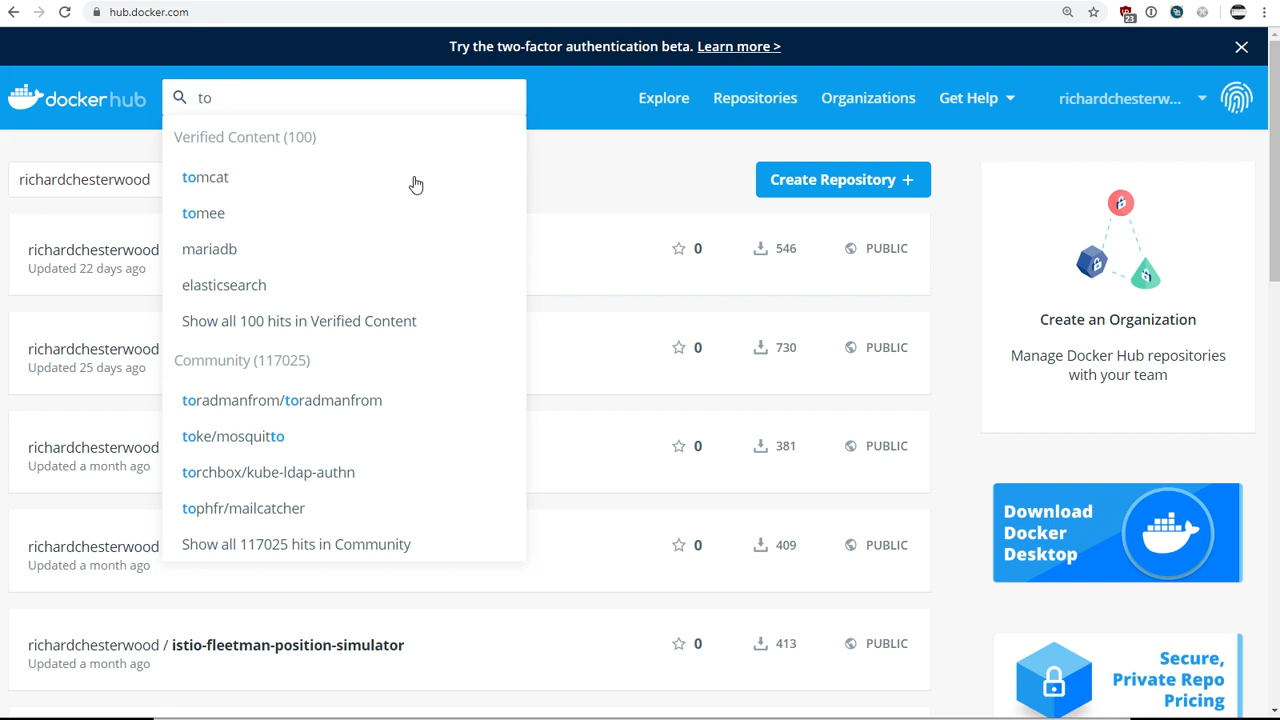 hub.docker.com
23
Try the two-factor authentication beta. Learn more >
dockerhub
to
Explore
Repositories
Organizations
Get Help
richardchesterw...
Verified Content (100)
tomcat
tomee
mariadb
elasticsearch
Show all 100 hits in Verified Content
Community (117025)
toradmanfrom/toradmanfrom
toke/mosquitto
torchbox/kube-ldap-authn
tophfr/mailcatcher
Show all 117025 hits in Community
richardchesterwood
Create Repository +
richardchesterwood
Updated 22 days ago
0
546
PUBLIC
richardchesterwood
Updated 25 days ago
0
730
PUBLIC
richardchesterwood
Updated a month ago
0
381
PUBLIC
richardchesterwood
Updated a month ago
0
409
PUBLIC
richardchesterwood / istio-fleetman-position-simulator
Updated a month ago
0
413
PUBLIC
Create an Organization
Manage Docker Hub repositories
with your team
Download
Docker
Desktop
Secure,
Private Repo
Pricing